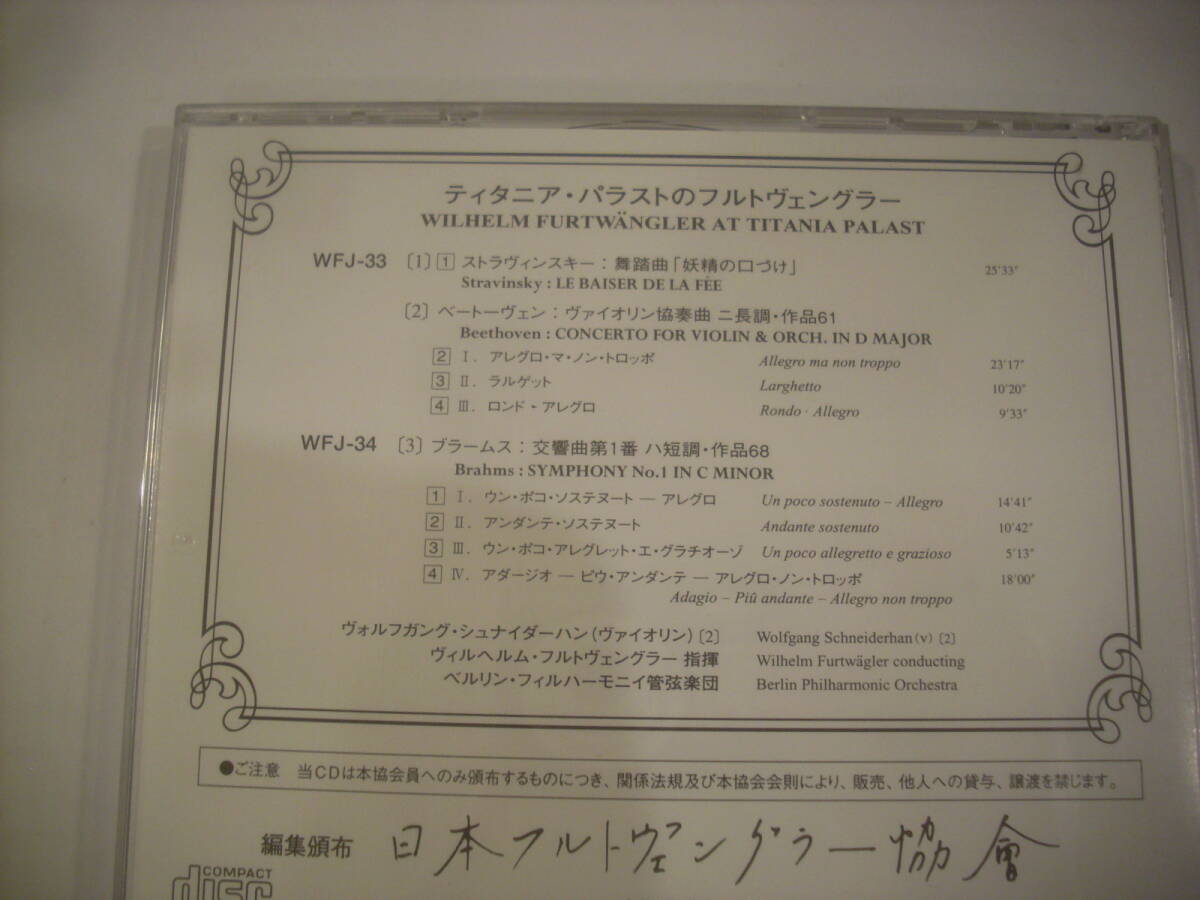 ティタニア・パラストのフルトヴェングラー
WILHELM FURTWÄNGLER AT TITANIA PALAST
WFJ-33 〔1〕 1 ストラヴィンスキー：舞踏曲「妖精の口づけ」 25'33"
Stravinsky : LE BAISER DE LA FÉE
〔2〕 ベートーヴェン：ヴァイオリン協奏曲 ニ長調・作品61
Beethoven : CONCERTO FOR VIOLIN & ORCH. IN D MAJOR
2 Ⅰ. アレグロ・マ・ノン・トロッポ Allegro ma non troppo 23'17"
3 Ⅱ. ラルゲット Larghetto 10'20"
4 Ⅲ. ロンド・アレグロ Rondo・Allegro 9'33"
WFJ-34 〔3〕 ブラームス：交響曲第1番 ハ短調・作品68
Brahms : SYMPHONY No.1 IN C MINOR
1 Ⅰ. ウン・ポコ・ソステヌート — アレグロ Un poco sostenuto – Allegro 14'41"
2 Ⅱ. アンダンテ・ソステヌート Andante sostenuto 10'42"
3 Ⅲ. ウン・ポコ・アレグレット・エ・グラチオーゾ Un poco allegretto e grazioso 5'13"
4 Ⅳ. アダージオ — ピウ・アンダンテ — アレグロ・ノン・トロッポ 18'00"
Adagio – Piû andante – Allegro non troppo
ヴォルフガング・シュナイダーハン（ヴァイオリン）〔2〕 Wolfgang Schneiderhan (v) 〔2〕
ヴィルヘルム・フルトヴェングラー 指揮 Wilhelm Furtwägler conducting
ベルリン・フィルハーモニイ管弦楽団 Berlin Philharmonic Orchestra
●ご注意 当CDは本協会員へのみ頒布するものにつき、関係法規及び本協会会則により、販売、他人への貸与、譲渡を禁じます。
編集頒布 日本フルトヴェングラー協會
COMPACT
disc